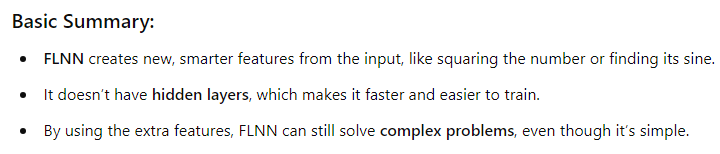 Basic Summary:
• FLNN creates new, smarter features from the input, like squaring the number or finding its sine.
• It doesn't have hidden layers, which makes it faster and easier to train.
• By using the extra features, FLNN can still solve complex problems, even though it's simple.